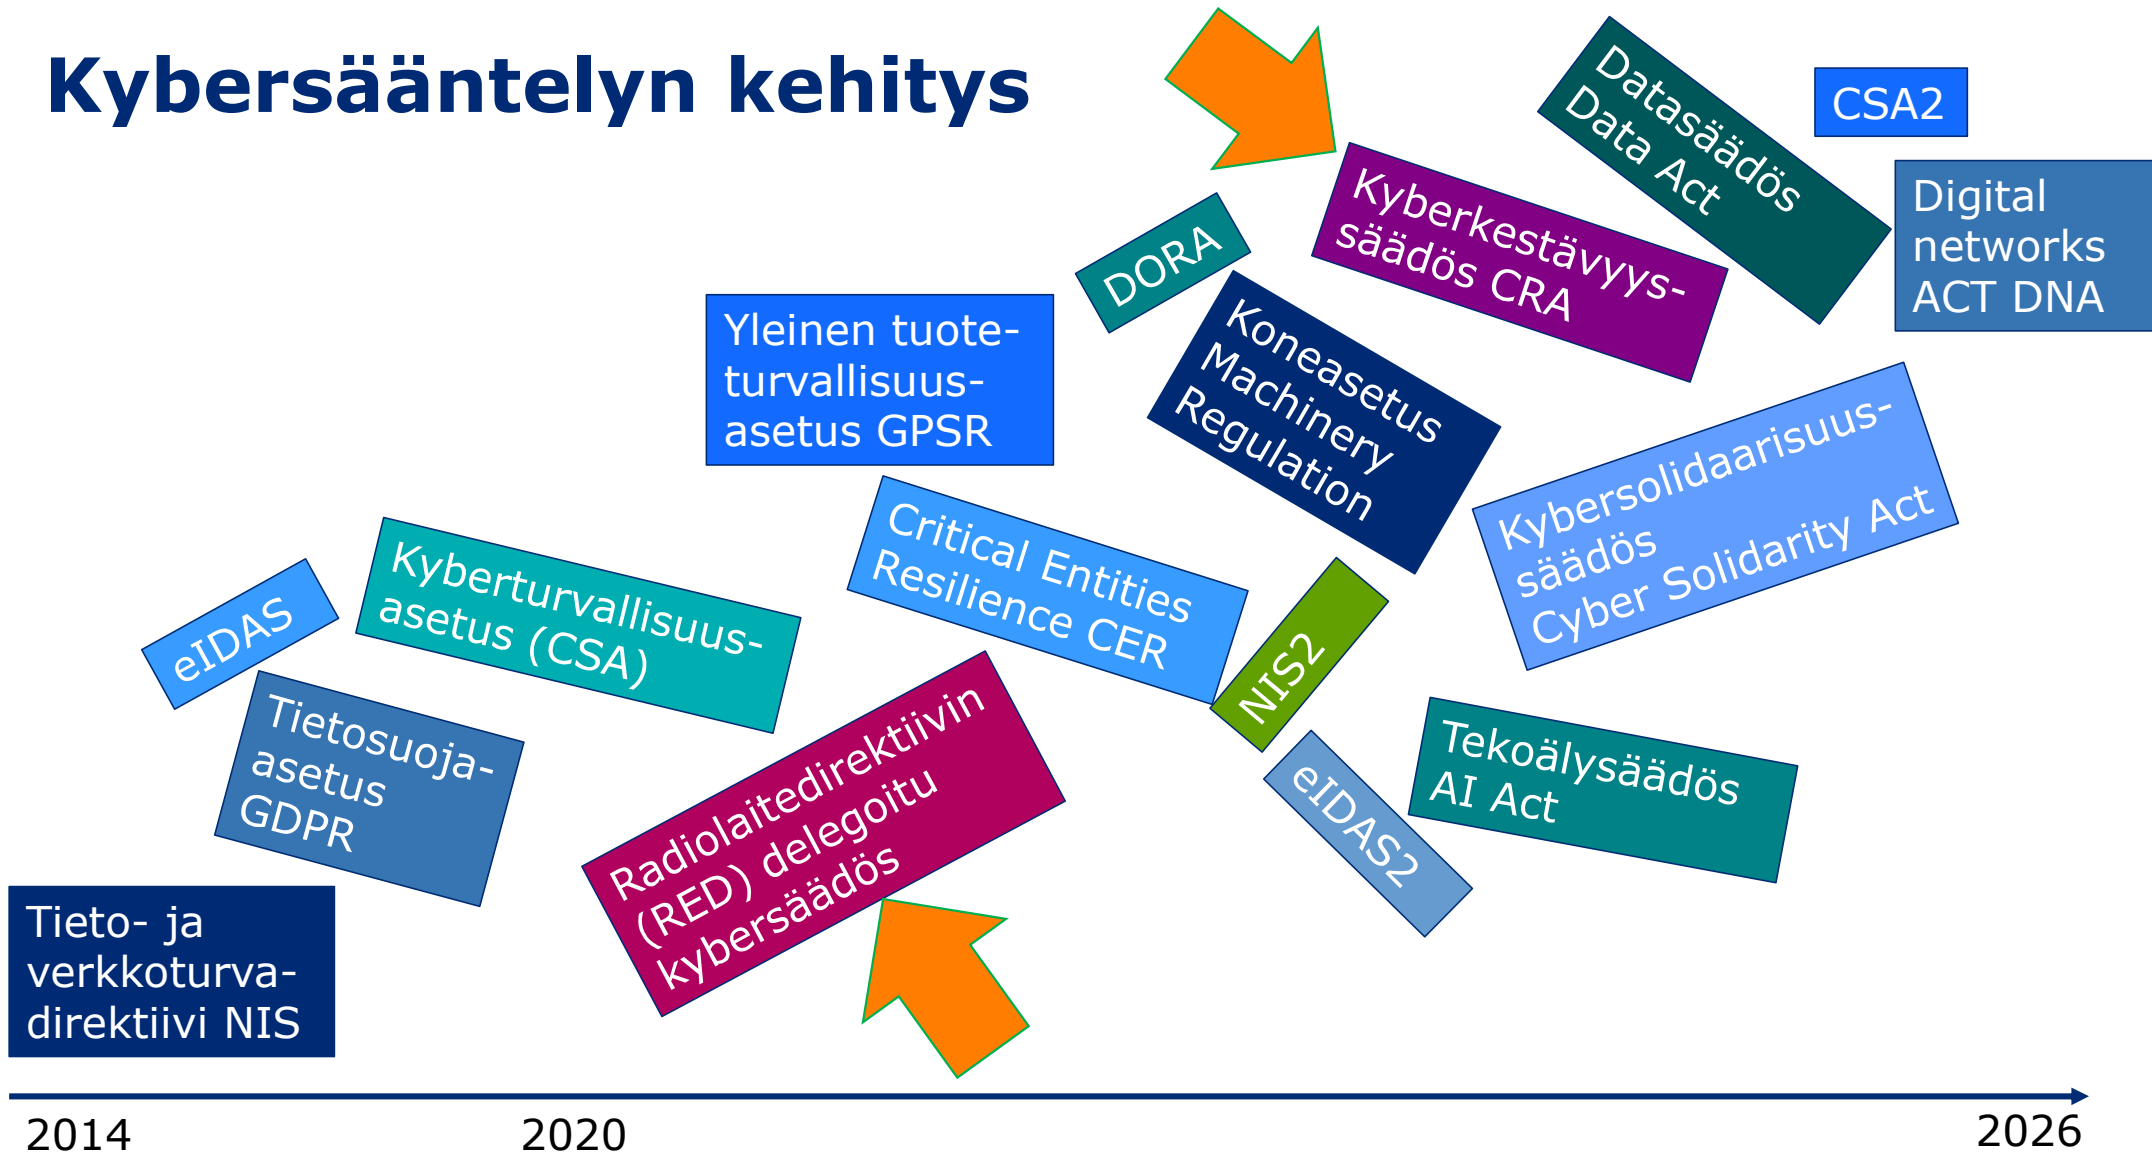 Kybersääntelyn kehitys
Datasäädös
Data Act
CSA2
Digital
networks
ACT DNA
Kyberkestävyys-
säädös CRA
DORA
Yleinen tuote-
turvallisuus-
asetus GPSR
Koneasetus
Machinery
Regulation
Kybersolidaarisuus-
säädös
Cyber Solidarity Act
Critical Entities
Resilience CER
Kyberturvallisuus-
asetus (CSA)
eIDAS
NIS2
Tietosuoja-
asetus
GDPR
Radiolaitedirektiivin
(RED) delegoitu
kybersäädös
eIDAS2
Tekoälysäädös
AI Act
Tieto- ja
verkkoturva-
direktiivi NIS
2014
2020
2026